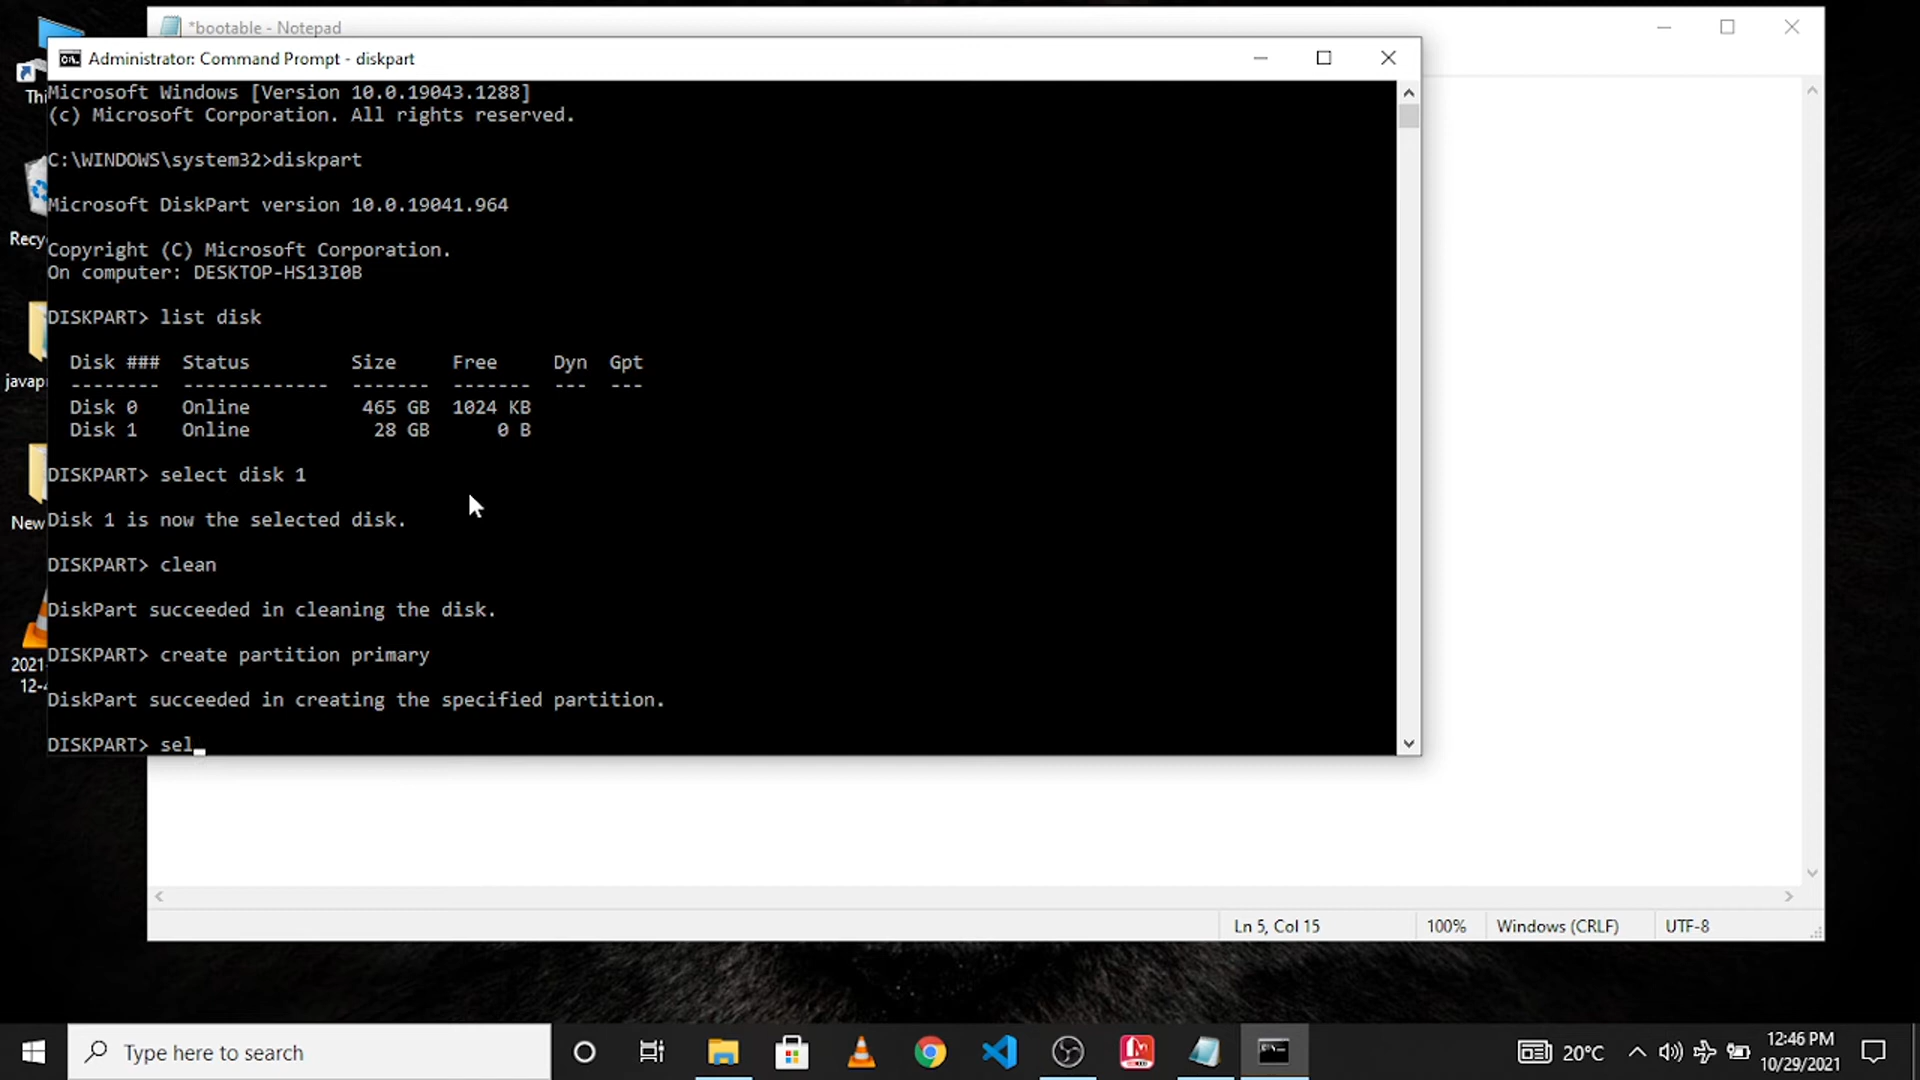 *bootable - Notepad
Administrator: Command Prompt - diskpart
Microsoft Windows [Version 10.0.19043.1288]
(c) Microsoft Corporation. All rights reserved.
C:\WINDOWS\system32>diskpart
Microsoft DiskPart version 10.0.19041.964
Copyright (C) Microsoft Corporation.
On computer: DESKTOP-HS13I0B
DISKPART> list disk
Disk ### Status Size Free Dyn Gpt
-------- ------------- ------- ------- --- ---
Disk 0 Online 465 GB 1024 KB
Disk 1 Online 28 GB 0 B
DISKPART> select disk 1
Disk 1 is now the selected disk.
DISKPART> clean
DiskPart succeeded in cleaning the disk.
DISKPART> create partition primary
DiskPart succeeded in creating the specified partition.
DISKPART> sel_
Thi
Recy
javap
New
2021-
12-4
Ln 5, Col 15
100%
Windows (CRLF)
UTF-8
Type here to search
20°C
12:46 PM
10/29/2021